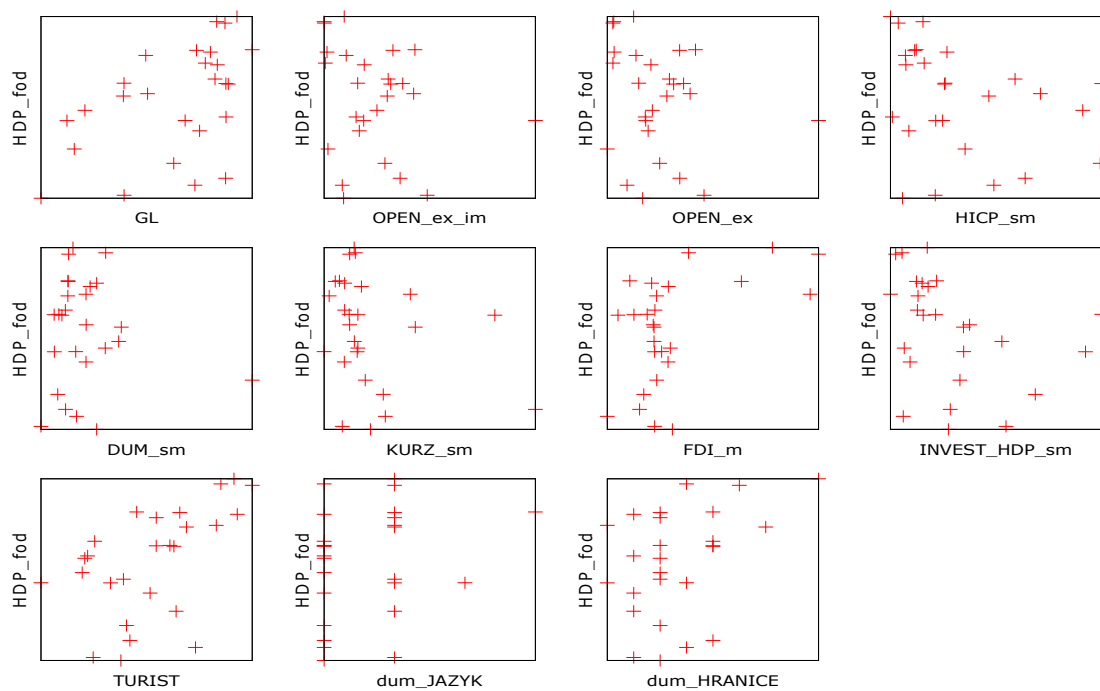 HDP_fod
GL
HDP_fod
OPEN_ex_im
HDP_fod
OPEN_ex
HDP_fod
HICP_sm
HDP_fod
DUM_sm
HDP_fod
KURZ_sm
HDP_fod
FDI_m
HDP_fod
INVEST_HDP_sm
HDP_fod
TURIST
HDP_fod
dum_JAZYK
HDP_fod
dum_HRANICE